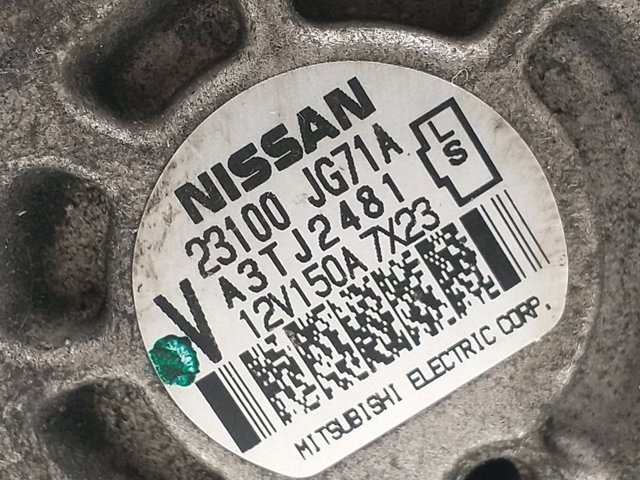 NISSAN
23100 JG71A
L
S
A3TJ2481
V
12V150A 7X23
MITSUBISHI ELECTRIC CORP.